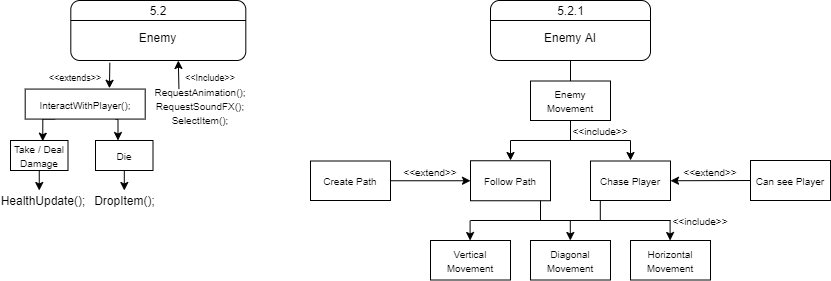 5.2
Enemy
<<extends>>
<<Include>>
RequestAnimation();
RequestSoundFX();
SelectItem();
InteractWithPlayer();
Take / Deal
Damage
Die
HealthUpdate();
DropItem();
5.2.1
Enemy AI
Enemy
Movement
<<include>>
Create Path
<<extend>>
Follow Path
Chase Player
<<extend>>
Can see Player
<<include>>
Vertical
Movement
Diagonal
Movement
Horizontal
Movement